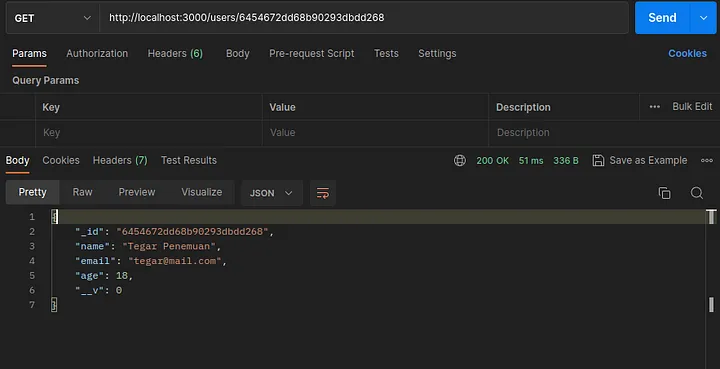 GET http://localhost:3000/users/6454672dd68b90293dbdd268 Send
Params Authorization Headers (6) Body Pre-request Script Tests Settings Cookies
Query Params
Key Value Description Bulk Edit
Key Value Description
Body Cookies Headers (7) Test Results 200 OK 51 ms 336 B Save as Example
Pretty Raw Preview Visualize JSON
1 {
2 "_id": "6454672dd68b90293dbdd268",
3 "name": "Tegar Penemuan",
4 "email": "tegar@mail.com",
5 "age": 18,
6 "__v": 0
7 }